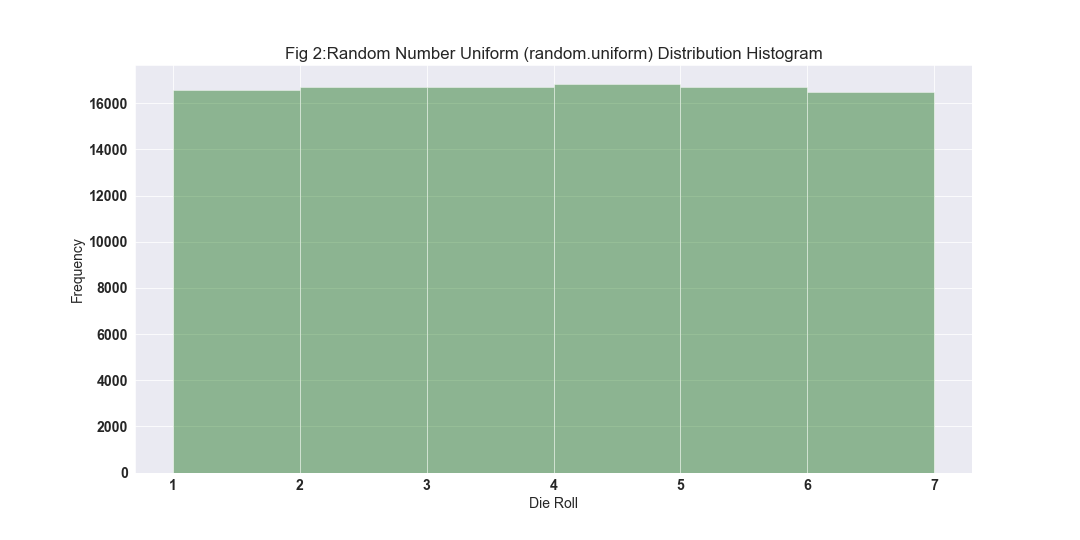 Fig 2:Random Number Uniform (random.uniform) Distribution Histogram
16000
14000
12000
10000
8000
6000
4000
2000
0
Frequency
1 2 3 4 5 6 7
Die Roll